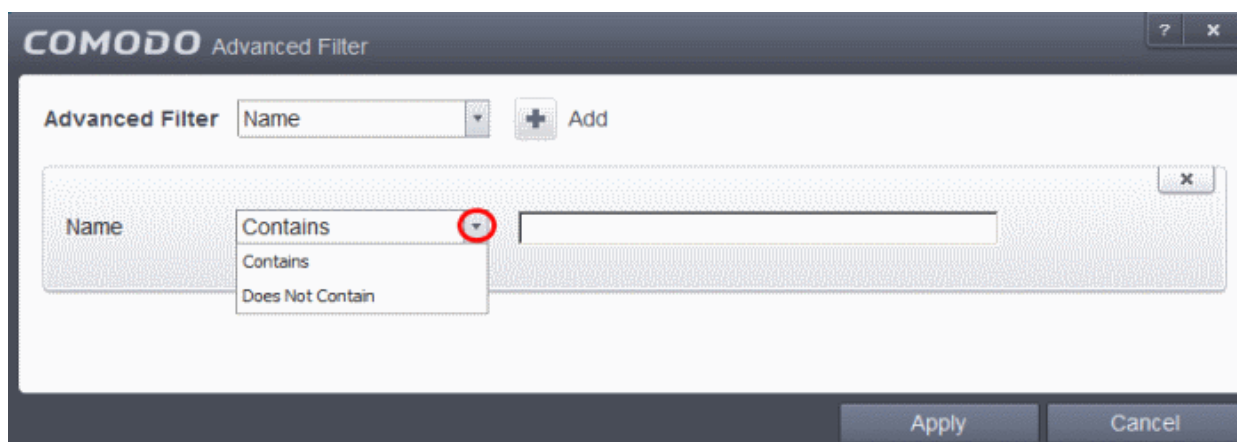 COMODO Advanced Filter ? x
Advanced Filter Name + Add
x
Name Contains
Contains
Does Not Contain
Apply Cancel